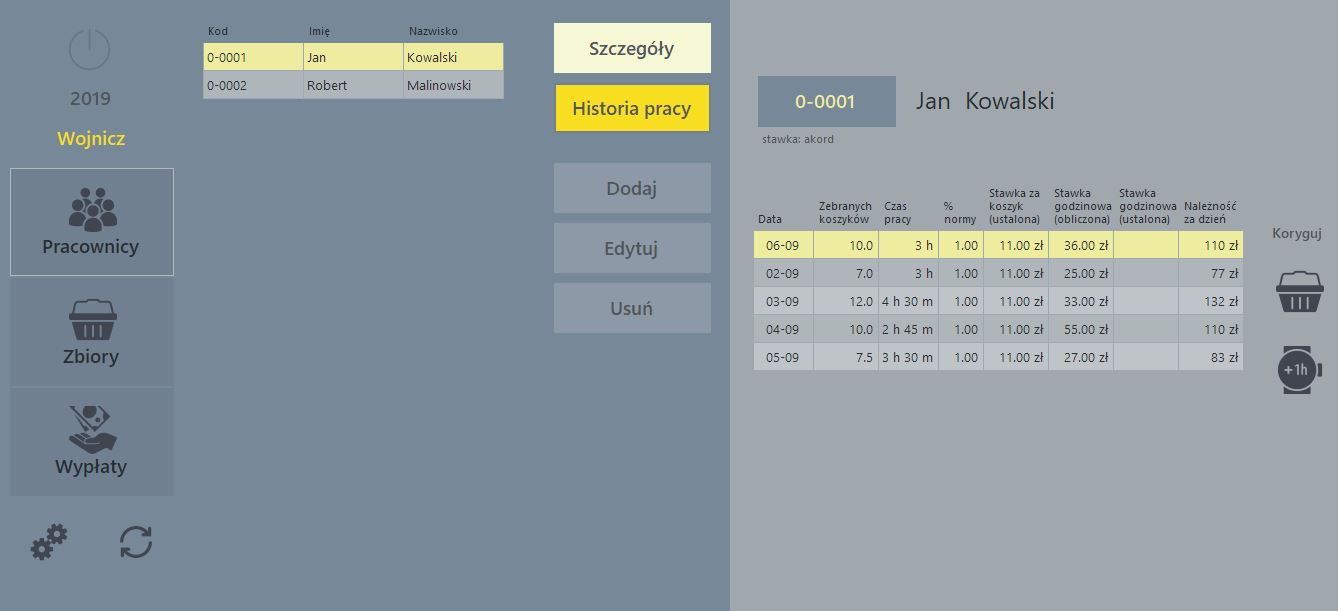 2019
Wojnicz
Pracownicy
Zbiory
Wypłaty
Kod Imię Nazwisko
0-0001 Jan Kowalski
0-0002 Robert Malinowski
Szczegóły
Historia pracy
Dodaj
Edytuj
Usuń
0-0001 Jan Kowalski
stawka: akord
Data Zebranych koszyków Czas pracy % normy Stawka za koszyk (ustalona) Stawka godzinowa (obliczona) Stawka godzinowa (ustalona) Należność za dzień
06-09 10.0 3 h 1.00 11.00 zł 36.00 zł 110 zł
02-09 7.0 3 h 1.00 11.00 zł 25.00 zł 77 zł
03-09 12.0 4 h 30 m 1.00 11.00 zł 33.00 zł 132 zł
04-09 10.0 2 h 45 m 1.00 11.00 zł 55.00 zł 110 zł
05-09 7.5 3 h 30 m 1.00 11.00 zł 27.00 zł 83 zł
Koryguj
+1h